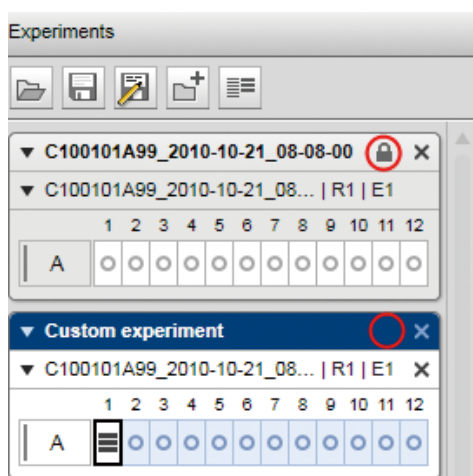 Experiments
C100101A99_2010-10-21_08-08-00
C100101A99_2010-10-21_08... | R1 | E1
1 2 3 4 5 6 7 8 9 10 11 12
A
Custom experiment
C100101A99_2010-10-21_08... | R1 | E1
1 2 3 4 5 6 7 8 9 10 11 12
A